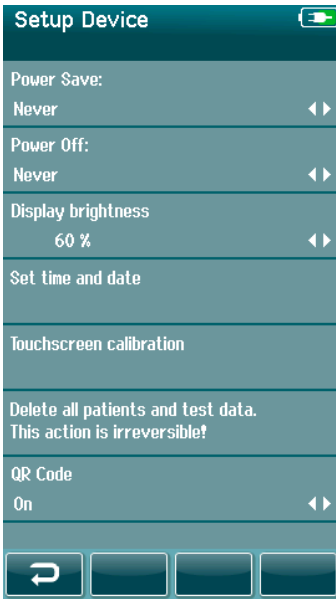 Setup Device
Power Save:
Never
Power Off:
Never
Display brightness
60 %
Set time and date
Touchscreen calibration
Delete all patients and test data.
This action is irreversible!
QR Code
On